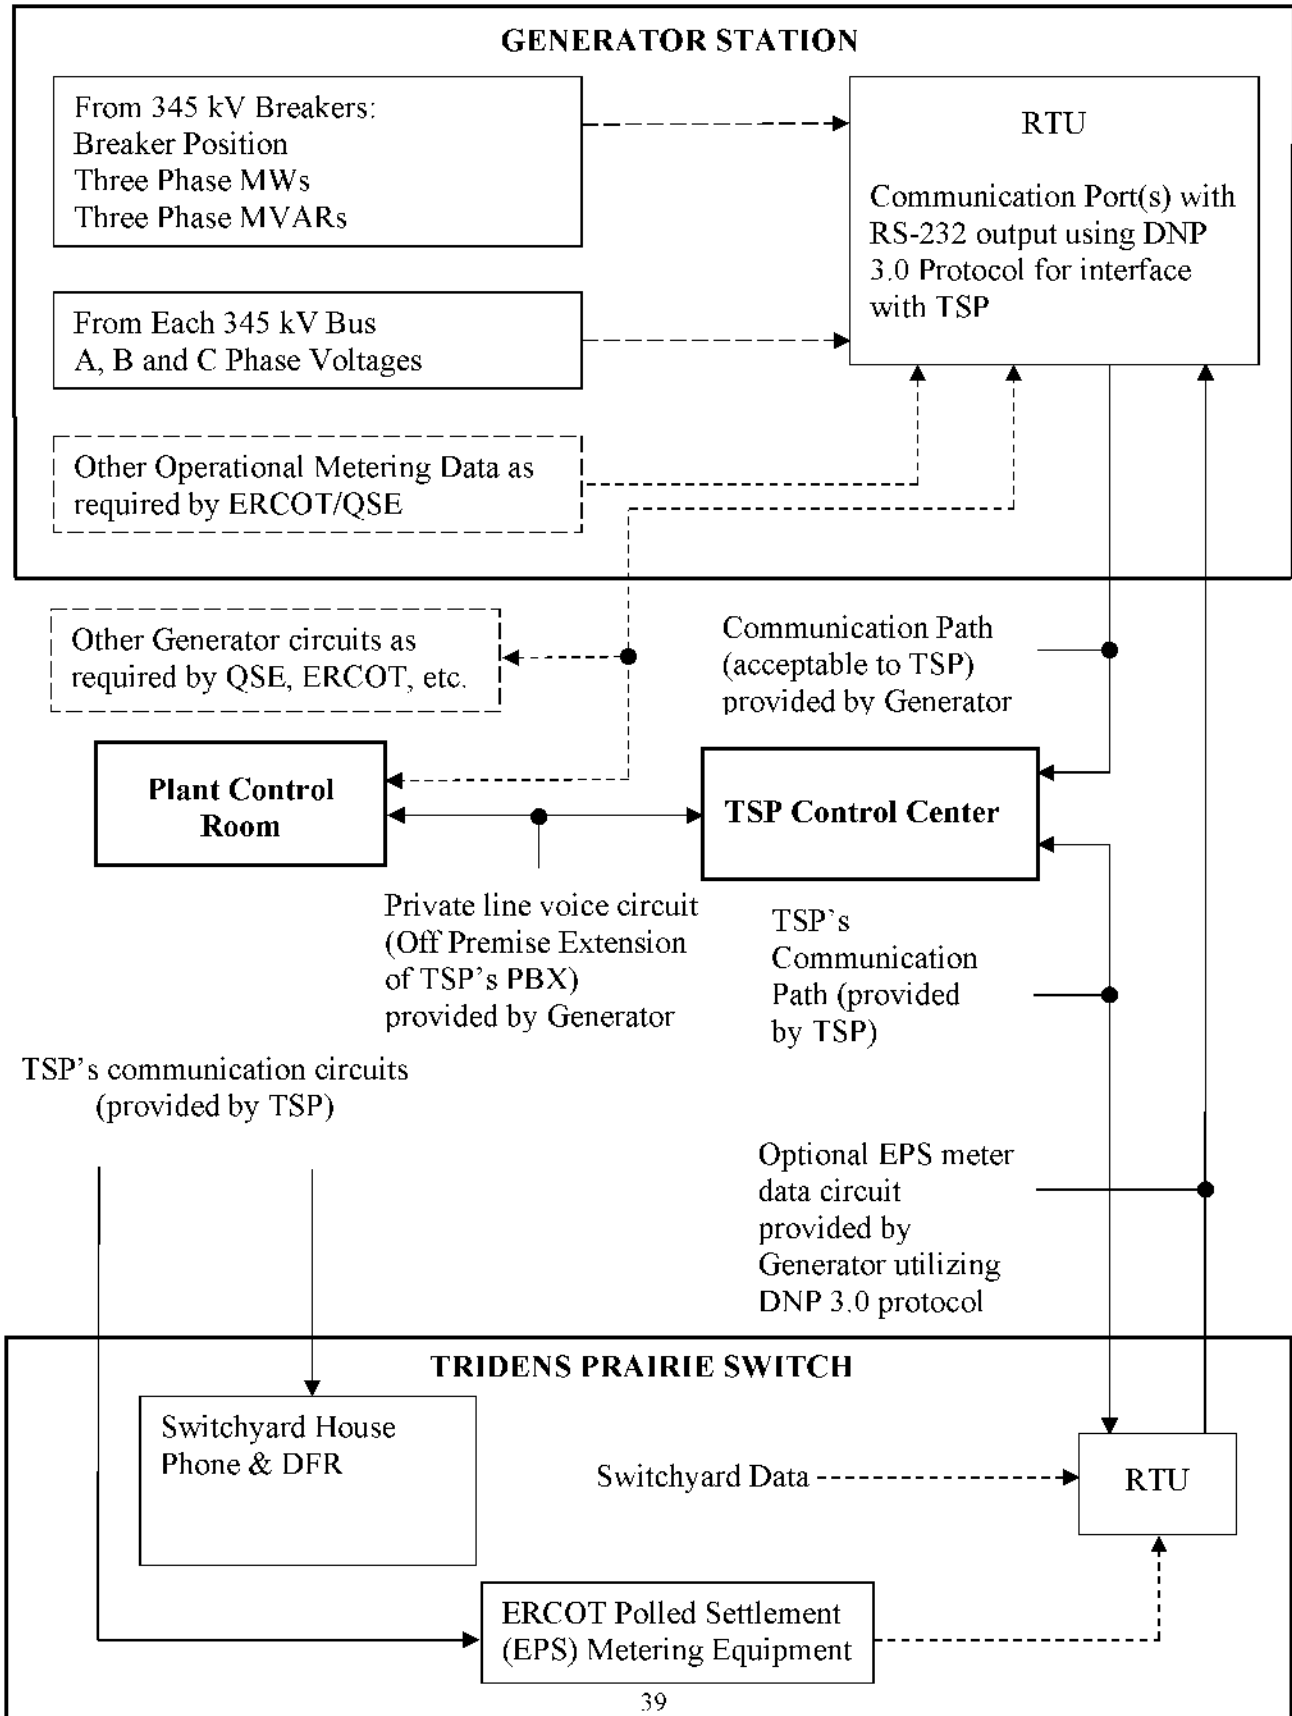 GENERATOR STATION
From 345 kV Breakers:
Breaker Position
Three Phase MWs
Three Phase MVARs
RTU
Communication Port(s) with
RS-232 output using DNP
3.0 Protocol for interface
with TSP
From Each 345 kV Bus
A, B and C Phase Voltages
Other Operational Metering Data as
required by ERCOT/QSE
Other Generator circuits as
required by QSE, ERCOT, etc.
Communication Path
(acceptable to TSP)
provided by Generator
Plant Control
Room
TSP Control Center
Private line voice circuit
(Off Premise Extension
of TSP's PBX)
provided by Generator
TSP's
Communication
Path (provided
by TSP)
TSP's communication circuits
(provided by TSP)
Optional EPS meter
data circuit
provided by
Generator utilizing
DNP 3.0 protocol
TRIDENS PRAIRIE SWITCH
Switchyard House
Phone & DFR
Switchyard Data
RTU
ERCOT Polled Settlement
(EPS) Metering Equipment
39